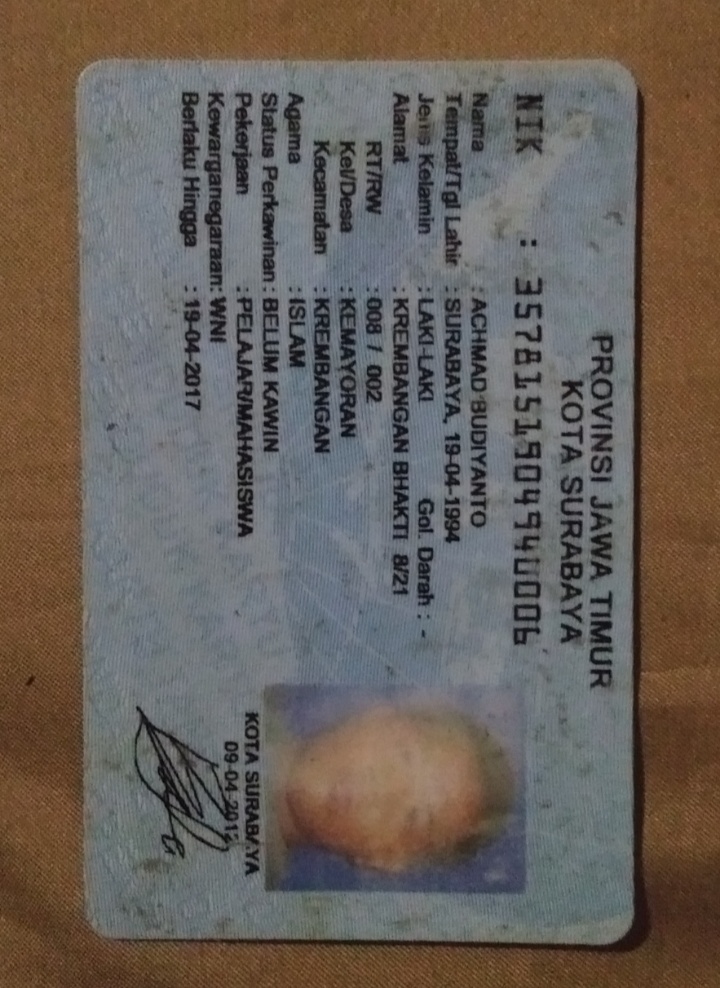 PROVINSI JAWA TIMUR
KOTA SURABAYA
NIK : 3578151904940006
Nama : ACHMAD BUDIYANTO
Tempat/Tgl Lahir : SURABAYA, 19-04-1994
Jenis Kelamin : LAKI-LAKI Gol. Darah : -
Alamat : KREMBANGAN BHAKTI 8/21
RT/RW : 008 / 002
Kel/Desa : KEMAYORAN
Kecamatan : KREMBANGAN
Agama : ISLAM
Status Perkawinan : BELUM KAWIN
Pekerjaan : PELAJAR/MAHASISWA
Kewarganegaraan: WNI
Berlaku Hingga : 19-04-2017
KOTA SURABAYA
09-04-2012